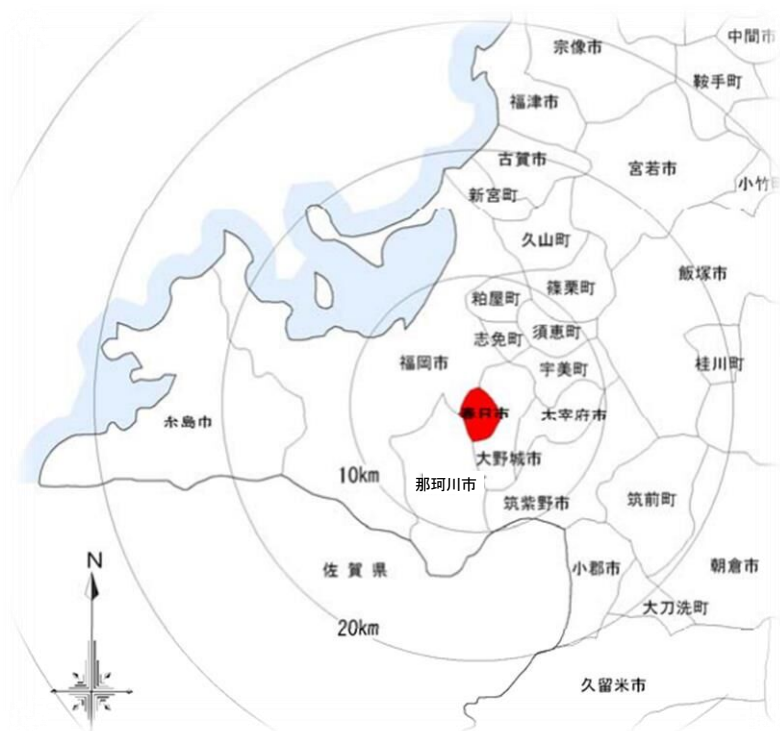 宗像市
中間市
鞍手町
福津市
古賀市
宮若市
小竹
新宮町
久山町
飯塚市
篠栗町
粕屋町
須恵町
志免町
福岡市
宇美町
桂川町
春日市
太宰府市
糸島市
大野城市
10km
那珂川市
筑紫野市
筑前町
N
佐賀県
小郡市
朝倉市
大刀洗町
20km
久留米市